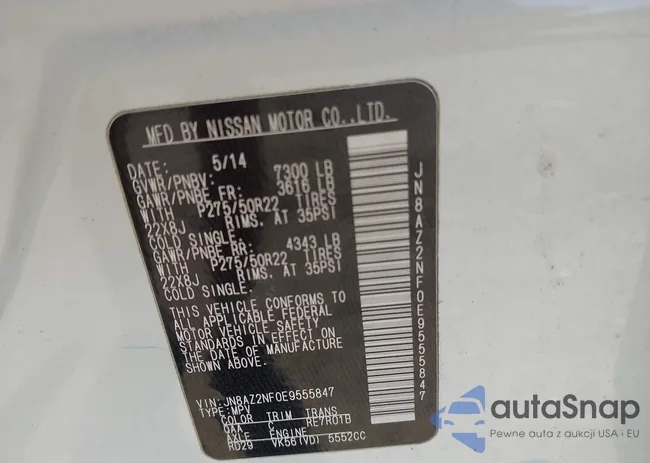 MFD BY NISSAN MOTOR CO.,LTD.
DATE: 5/14
GVWR/PNBV: 7300 LB
GAWR/PNBE FR: 3616 LB
WITH P275/50R22 TIRES
22X8J RIMS. AT 35PSI
COLD SINGLE.
GAWR/PNBE RR: 4343 LB
WITH P275/50R22 TIRES
22X8J RIMS. AT 35PSI
COLD SINGLE.
THIS VEHICLE CONFORMS TO
ALL APPLICABLE FEDERAL
MOTOR VEHICLE SAFETY
STANDARDS IN EFFECT ON
THE DATE OF MANUFACTURE
SHOWN ABOVE.
VIN: JN8AZ2NF0E9555847
TYPE: MPV
COLOR TRIM TRANS
QAA C RE7R01B
AXLE ENGINE
RD29 VK56(VD) 5552CC
JN8AZ2NF0E9555847
autoSnap
Pewne auta z aukcji USA i EU